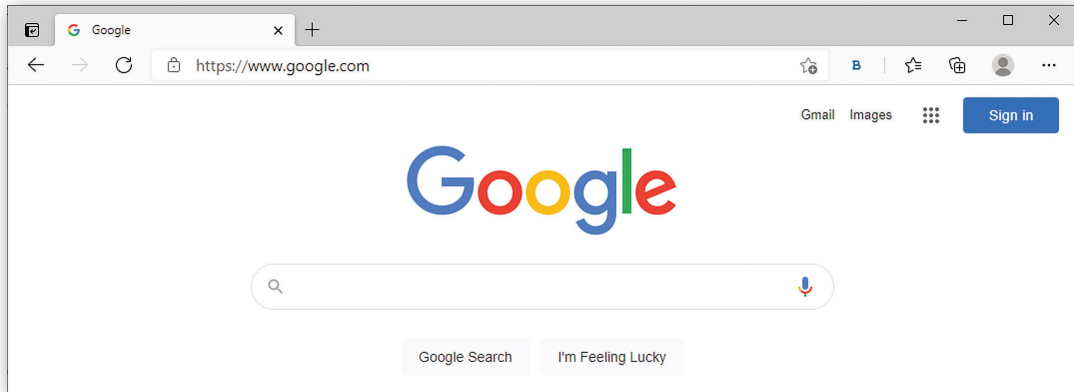 Google
https://www.google.com
B
Gmail Images Sign in
Google
Google Search I'm Feeling Lucky